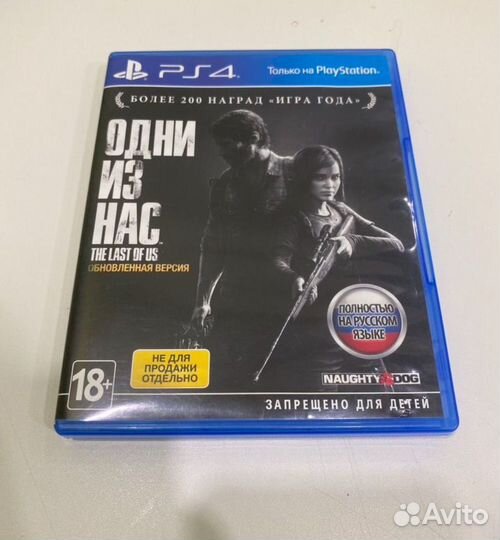 PS4
Только на PlayStation.
БОЛЕЕ 200 НАГРАД «ИГРА ГОДА»
ОДНИ
ИЗ
НАС
THE LAST OF US
ОБНОВЛЕННАЯ ВЕРСИЯ
ПОЛНОСТЬЮ
НА РУССКОМ
ЯЗЫКЕ
НЕ ДЛЯ
ПРОДАЖИ
ОТДЕЛЬНО
18+
NAUGHTY DOG
ЗАПРЕЩЕНО ДЛЯ ДЕТЕЙ
Avito